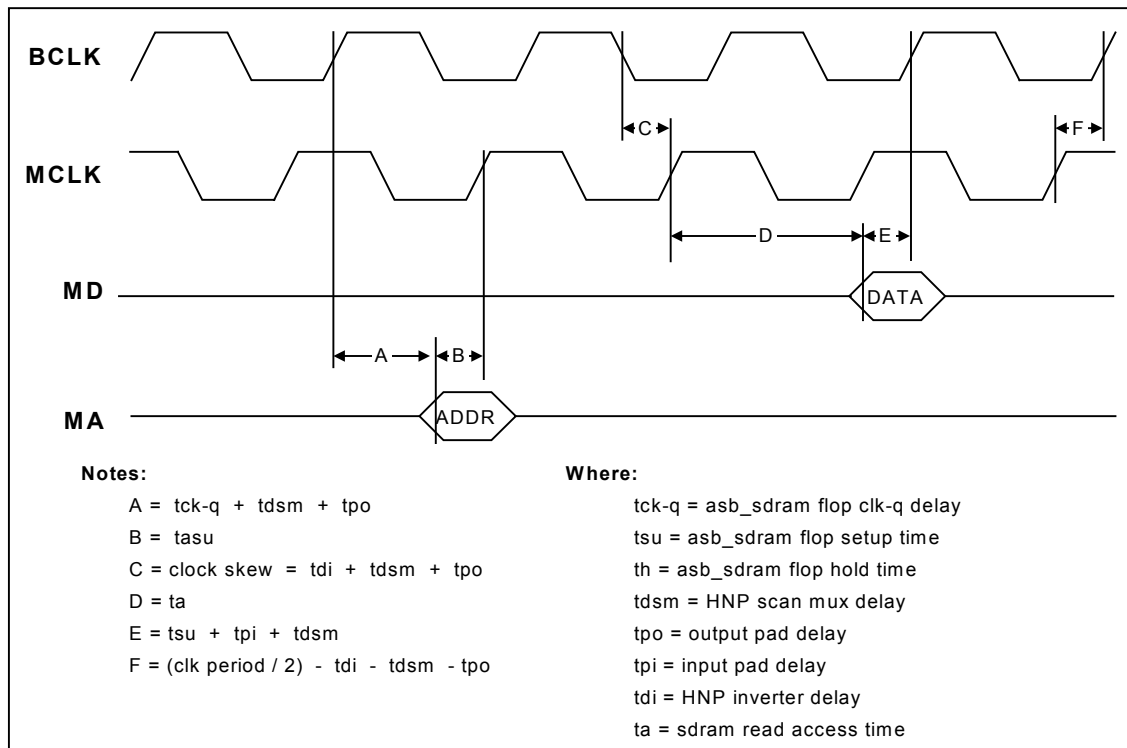 BCLK
C
F
MCLK
D
E
MD
DATA
A
B
MA
ADDR
Notes:
A = tck-q + tdsm + tpo
B = tasu
C = clock skew = tdi + tdsm + tpo
D = ta
E = tsu + tpi + tdsm
F = (clk period / 2) - tdi - tdsm - tpo
Where:
tck-q = asb_sdram flop clk-q delay
tsu = asb_sdram flop setup time
th = asb_sdram flop hold time
tdsm = HNP scan mux delay
tpo = output pad delay
tpi = input pad delay
tdi = HNP inverter delay
ta = sdram read access time